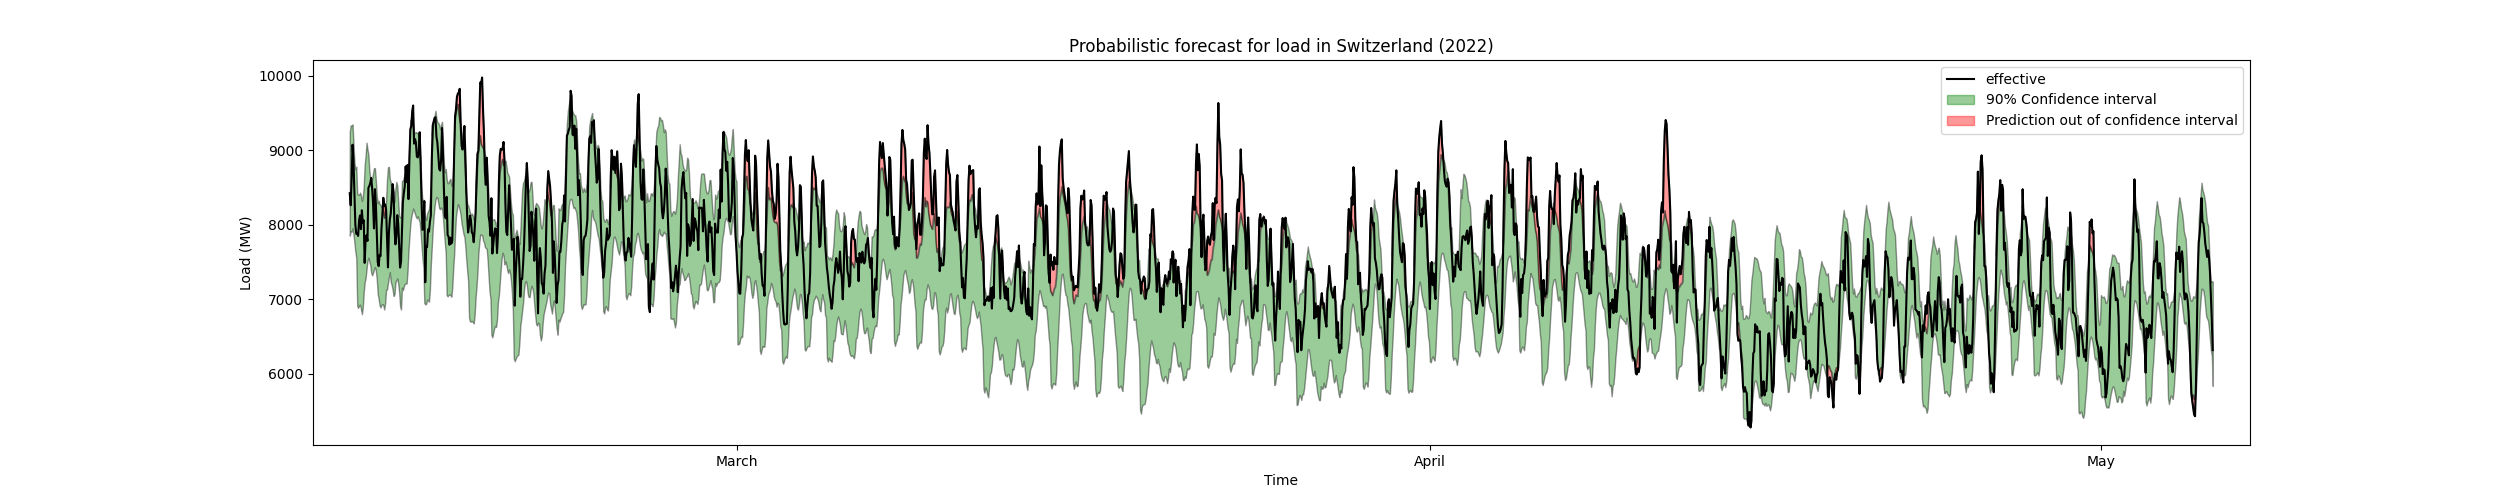 Probabilistic forecast for load in Switzerland (2022)
10000
9000
8000
7000
6000
Load (MW)
effective
90% Confidence interval
Prediction out of confidence interval
March
April
May
Time